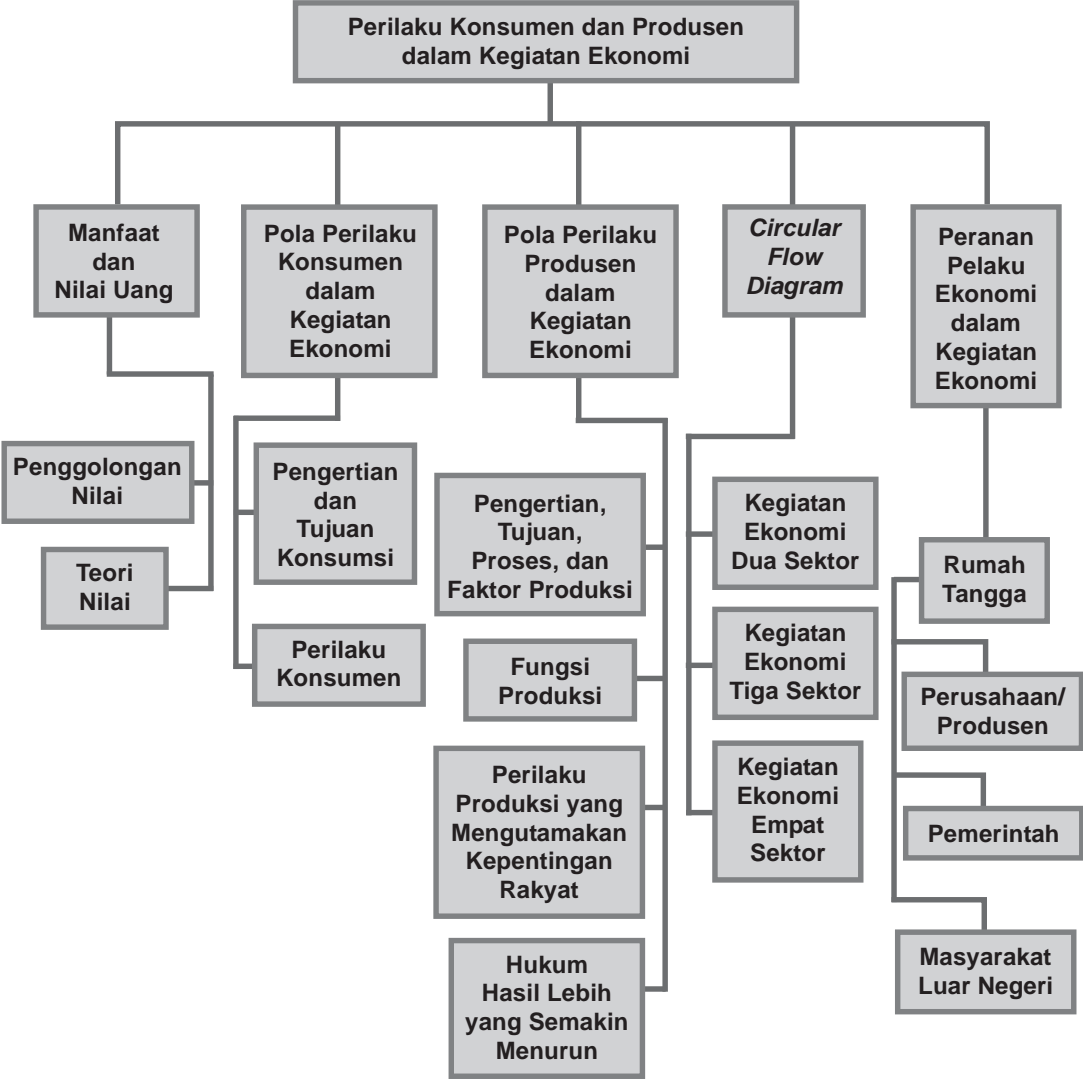 Perilaku Konsumen dan Produsen
dalam Kegiatan Ekonomi
Manfaat
dan
Nilai Uang
Penggolongan
Nilai
Teori
Nilai
Pola Perilaku
Konsumen
dalam
Kegiatan
Ekonomi
Pengertian
dan
Tujuan
Konsumsi
Perilaku
Konsumen
Pola Perilaku
Produsen
dalam
Kegiatan
Ekonomi
Pengertian,
Tujuan,
Proses, dan
Faktor Produksi
Fungsi
Produksi
Perilaku
Produksi yang
Mengutamakan
Kepentingan
Rakyat
Hukum
Hasil Lebih
yang Semakin
Menurun
Circular
Flow
Diagram
Kegiatan
Ekonomi
Dua Sektor
Kegiatan
Ekonomi
Tiga Sektor
Kegiatan
Ekonomi
Empat
Sektor
Peranan
Pelaku
Ekonomi
dalam
Kegiatan
Ekonomi
Rumah
Tangga
Perusahaan/
Produsen
Pemerintah
Masyarakat
Luar Negeri